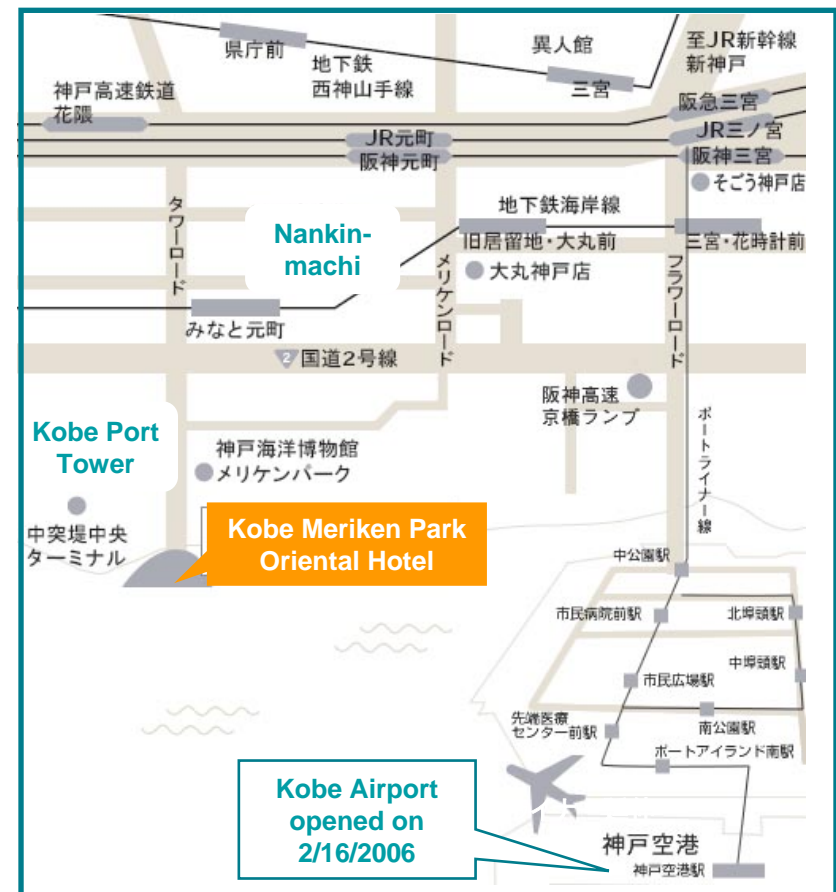 県庁前
地下鉄
西神山手線
異人館
三宮
至JR新幹線
新神戸
神戸高速鉄道
花隈
阪急三宮
JR三ノ宮
阪神三宮
JR元町
阪神元町
そごう神戸店
タワーロード
Nankin-
machi
地下鉄海岸線
旧居留地・大丸前
三宮・花時計前
メリケンロード
大丸神戸店
フラワーロード
みなと元町
2 国道2号線
阪神高速
京橋ランプ
ポートライナー線
Kobe Port
Tower
神戸海洋博物館
メリケンパーク
中突堤中央
ターミナル
Kobe Meriken Park
Oriental Hotel
中公園駅
市民病院前駅
北埠頭駅
中埠頭駅
市民広場駅
先端医療
センター前駅
南公園駅
ポートアイランド南駅
Kobe Airport
opened on
2/16/2006
神戸空港
神戸空港駅